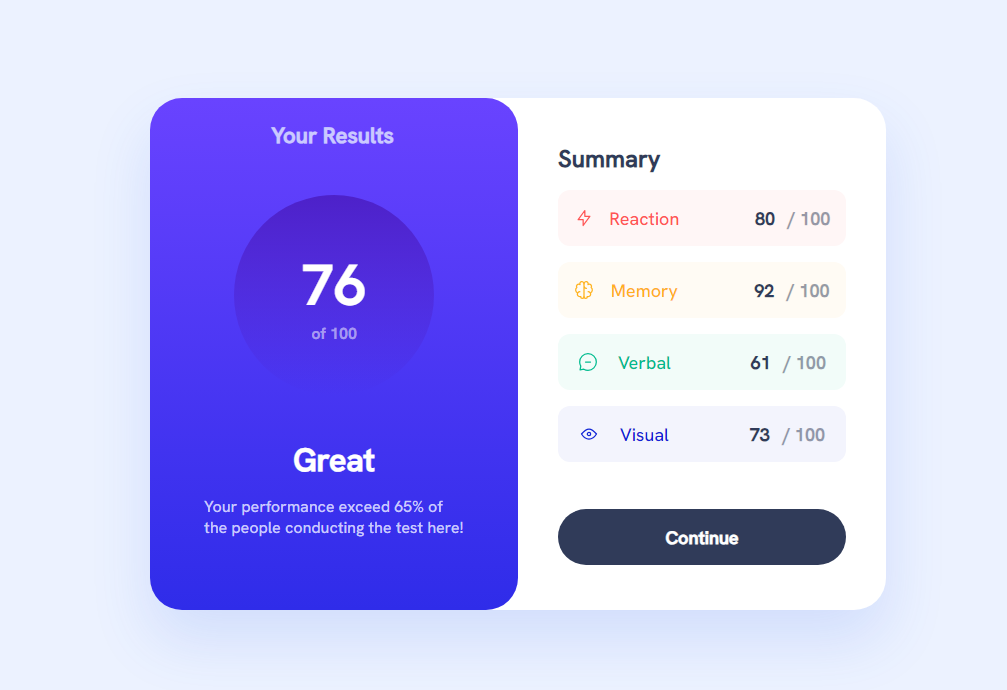 Your Results
76
of 100
Great
Your performance exceed 65% of
the people conducting the test here!
Summary
Reaction 80 / 100
Memory 92 / 100
Verbal 61 / 100
Visual 73 / 100
Continue